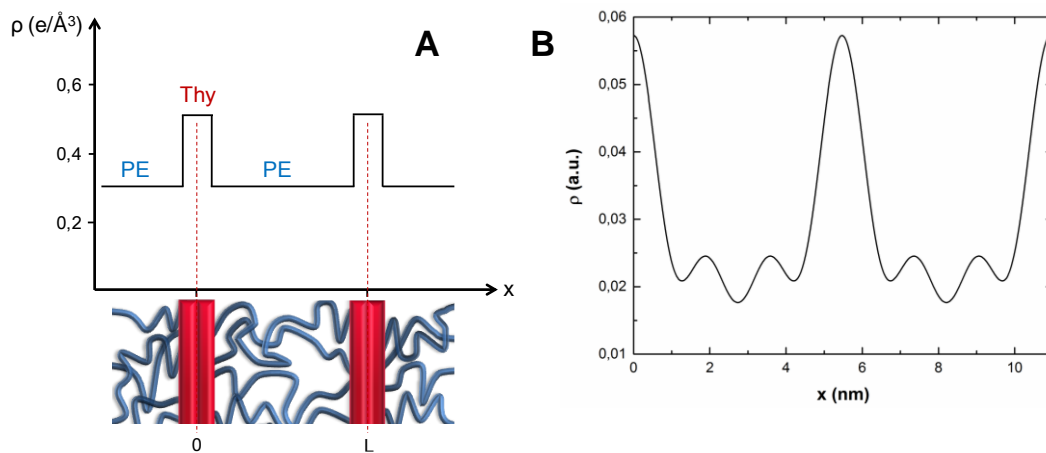 ρ (e/Å³)
A
0,6
Thy
0,4
PE
PE
0,2
x
0
L
B
0,06
0,05
0,04
0,03
0,02
0,01
ρ (a.u.)
0
2
4
6
8
10
x (nm)